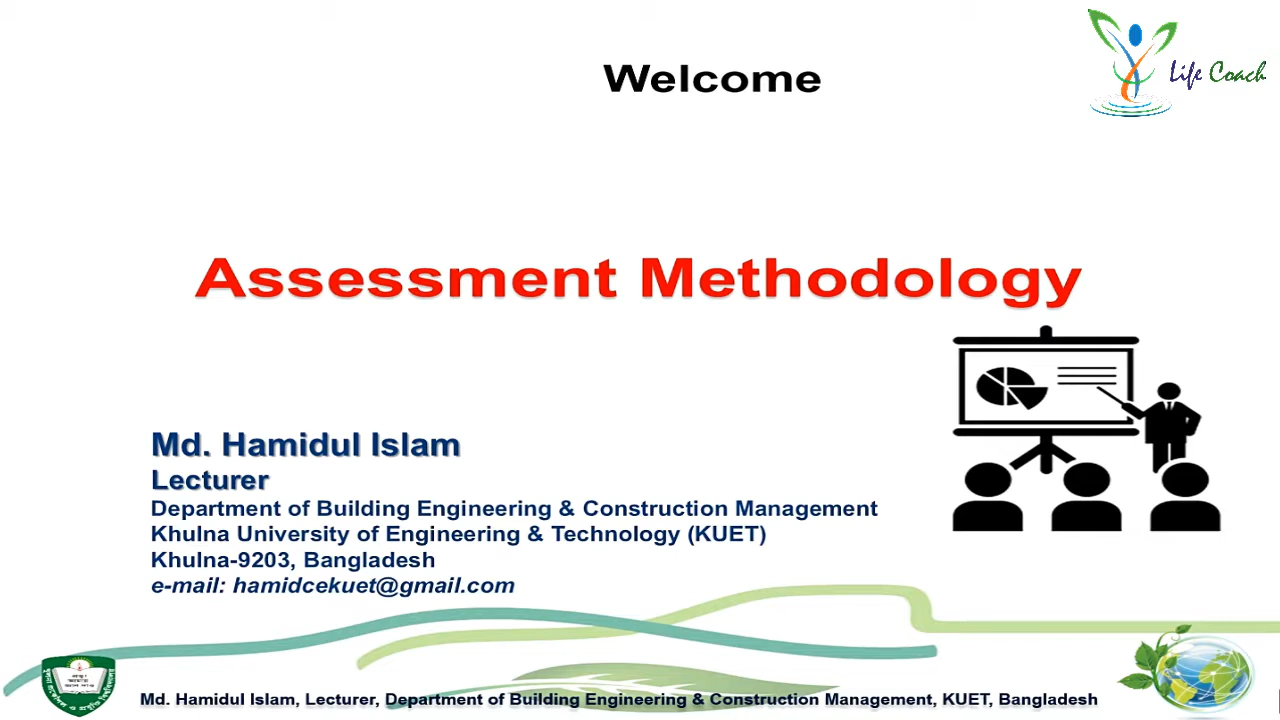 Welcome
Life Coach
Assessment Methodology
Md. Hamidul Islam
Lecturer
Department of Building Engineering & Construction Management
Khulna University of Engineering & Technology (KUET)
Khulna-9203, Bangladesh
e-mail: hamidcekuet@gmail.com
Md. Hamidul Islam, Lecturer, Department of Building Engineering & Construction Management, KUET, Bangladesh